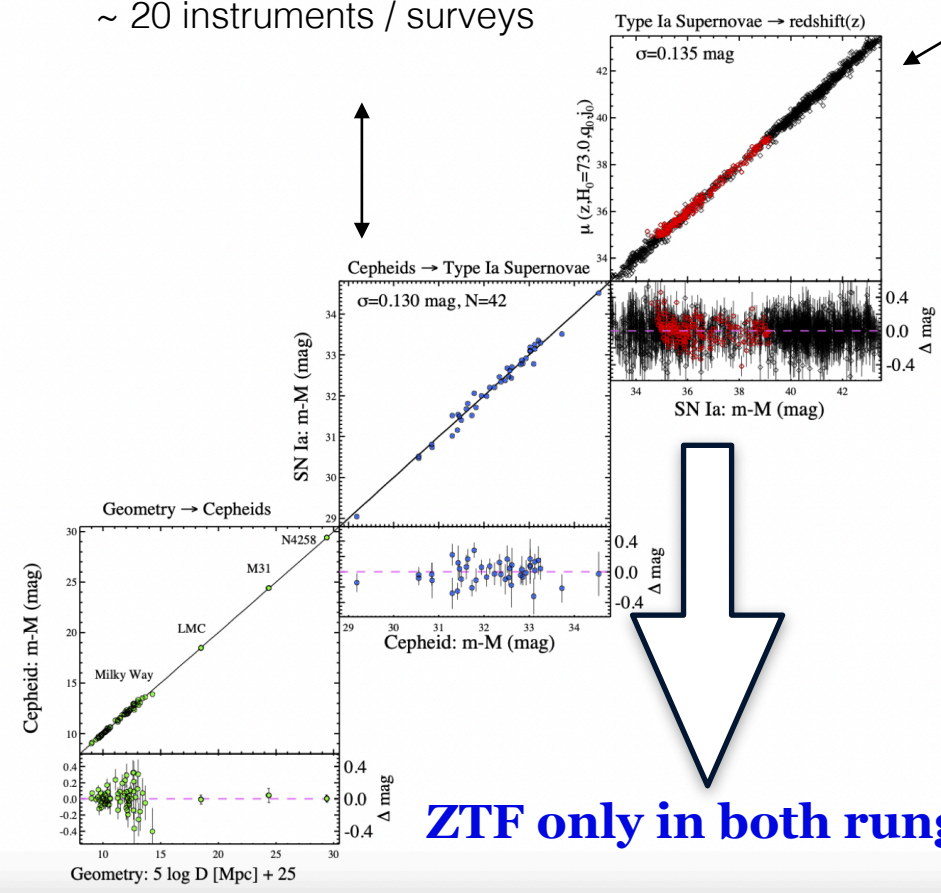 ~ 20 instruments / surveys
Type Ia Supernovae → redshift(z)
σ=0.135 mag
42
40
38
36
34
μ (z,H₀=73.0,q₀,j₀)
0.4
0.0
-0.4
Δ mag
34 36 38 40 42
SN Ia: m-M (mag)
Cepheids → Type Ia Supernovae
σ=0.130 mag, N=42
34
33
32
31
30
29
SN Ia: m-M (mag)
0.4
0.0
-0.4
Δ mag
29 30 31 32 33 34
Cepheid: m-M (mag)
Geometry → Cepheids
30
25
20
15
10
Cepheid: m-M (mag)
N4258
M31
LMC
Milky Way
0.4
0.2
0.0
-0.2
-0.4
0.4
0.0
-0.4
Δ mag
10 15 20 25 30
Geometry: 5 log D [Mpc] + 25
ZTF only in both rung